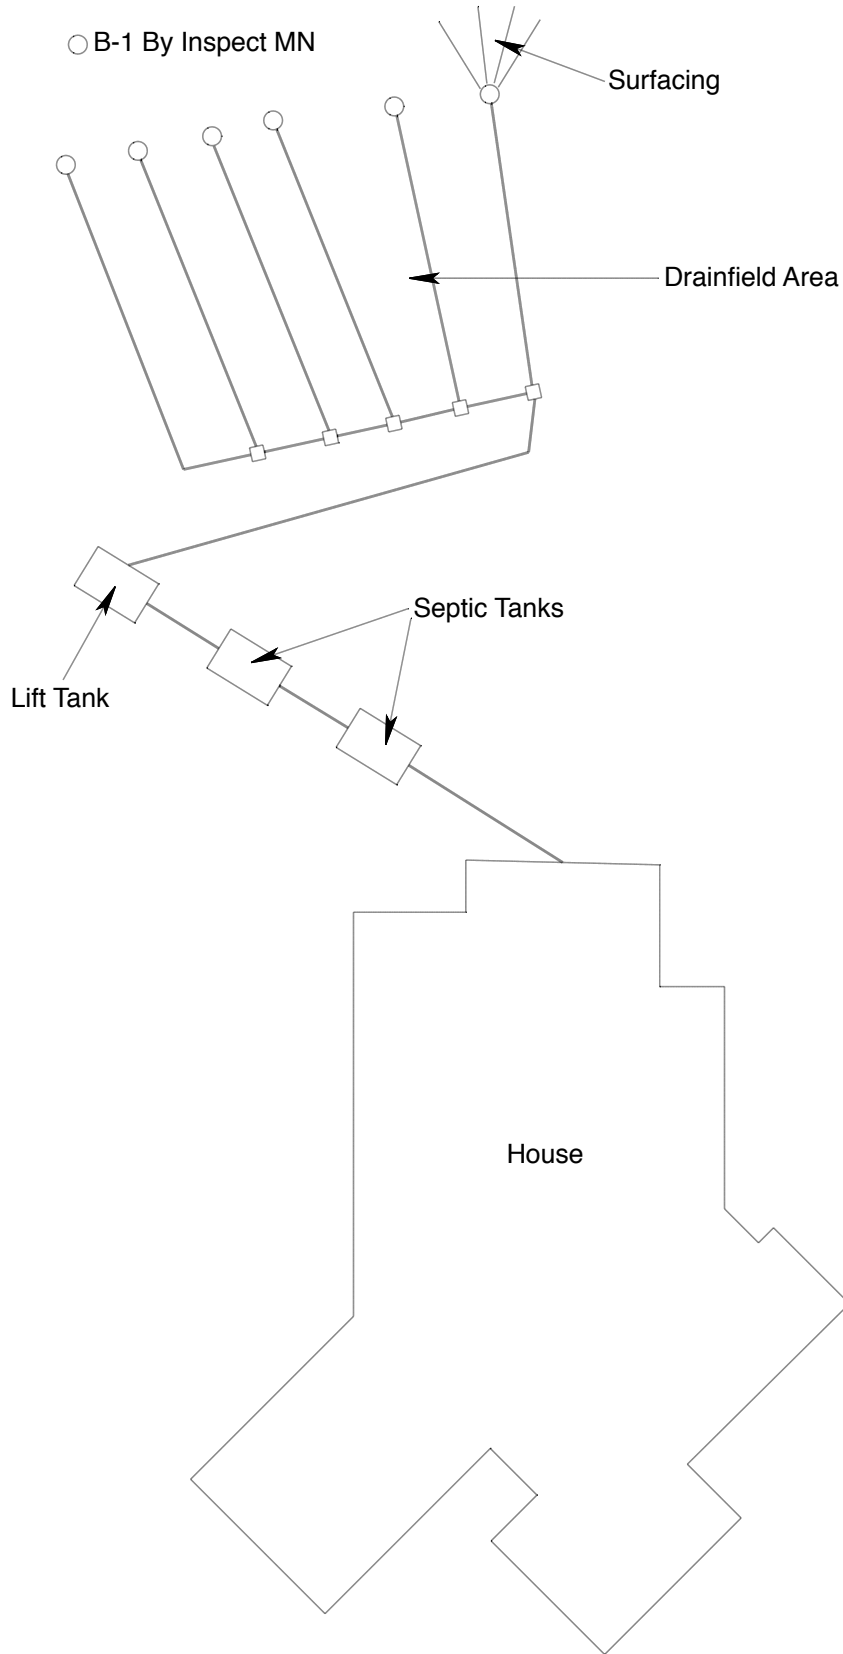 B-1 By Inspect MN
Surfacing
Drainfield Area
Septic Tanks
Lift Tank
House